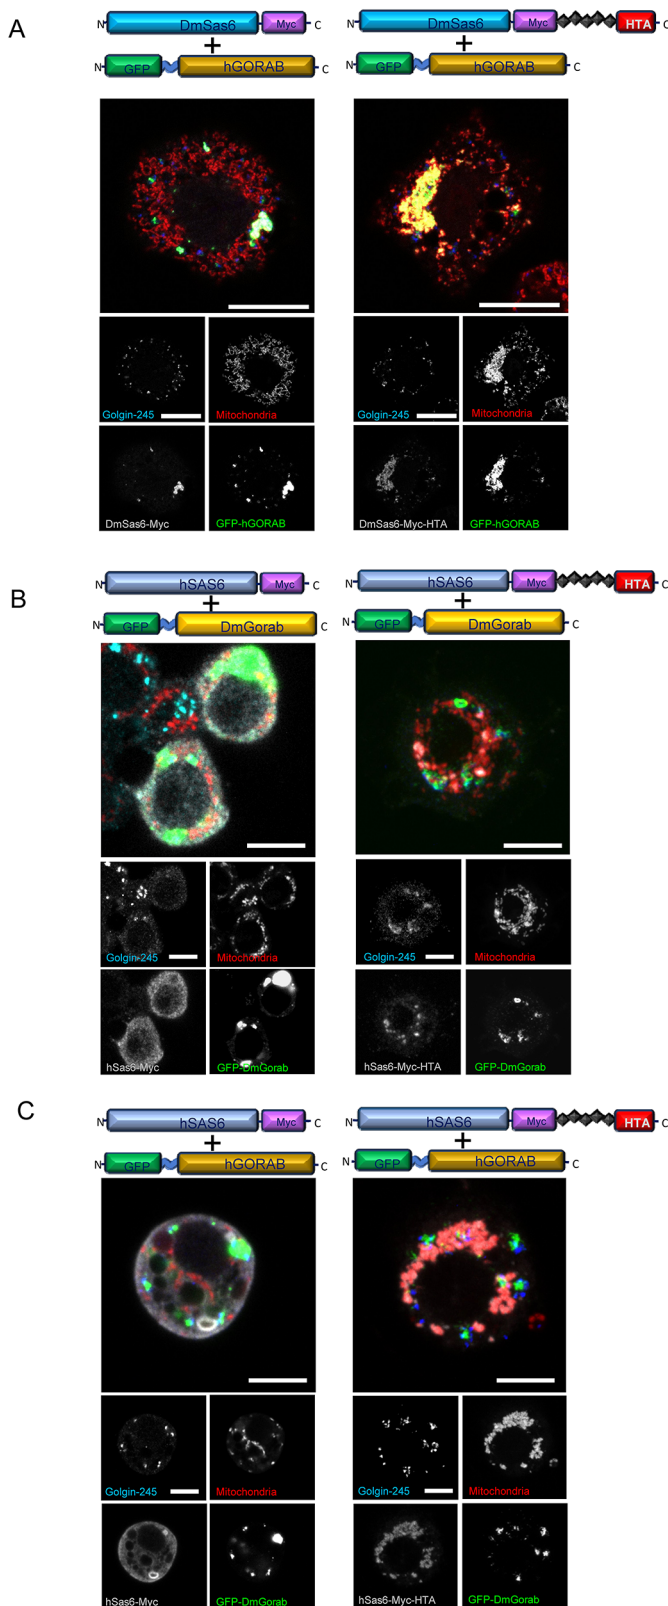 A
N DmSas6 Myc C
+
N GFP hGORAB C
N DmSas6 Myc HTA C
+
N GFP hGORAB C
Golgin-245 Mitochondria
DmSas6-Myc GFP-hGORAB
Golgin-245 Mitochondria
DmSas6-Myc-HTA GFP-hGORAB
B
N hSAS6 Myc C
+
N GFP DmGorab C
N hSAS6 Myc HTA C
+
N GFP DmGorab C
Golgin-245 Mitochondria
hSas6-Myc GFP-DmGorab
Golgin-245 Mitochondria
hSas6-Myc-HTA GFP-DmGorab
C
N hSAS6 Myc C
+
N GFP hGORAB C
N hSAS6 Myc HTA C
+
N GFP hGORAB C
Golgin-245 Mitochondria
hSas6-Myc GFP-DmGorab
Golgin-245 Mitochondria
hSas6-Myc-HTA GFP-DmGorab